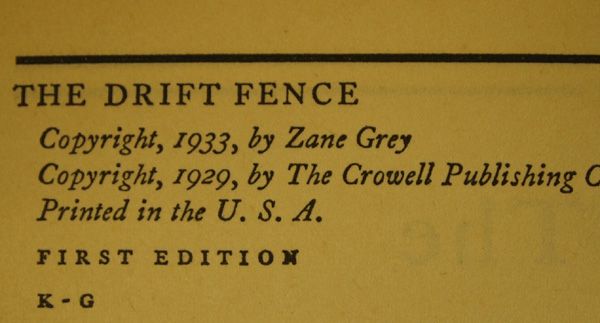 THE DRIFT FENCE
Copyright, 1933, by Zane Grey
Copyright, 1929, by The Crowell Publishing
Printed in the U. S. A.
FIRST EDITION
K-G